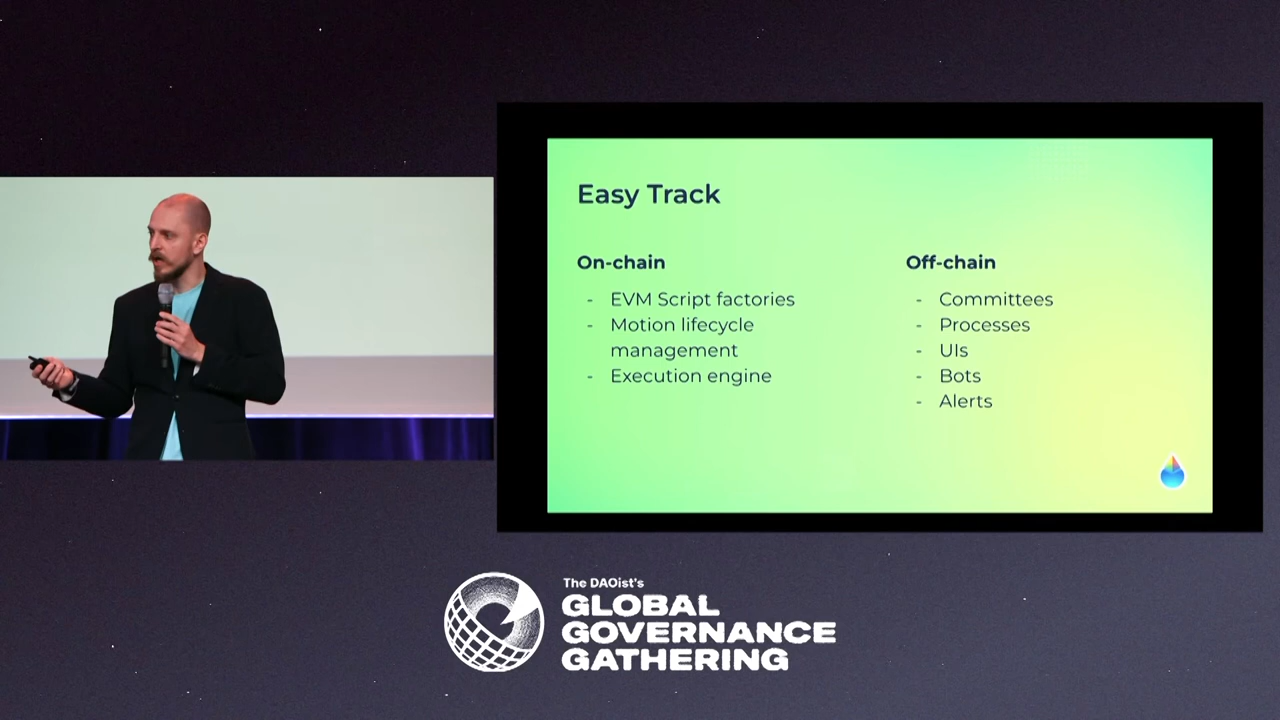 Easy Track
On-chain
- EVM Script factories
- Motion lifecycle
management
- Execution engine
Off-chain
- Committees
- Processes
- UIs
- Bots
- Alerts
The DAOist's
GLOBAL
GOVERNANCE
GATHERING